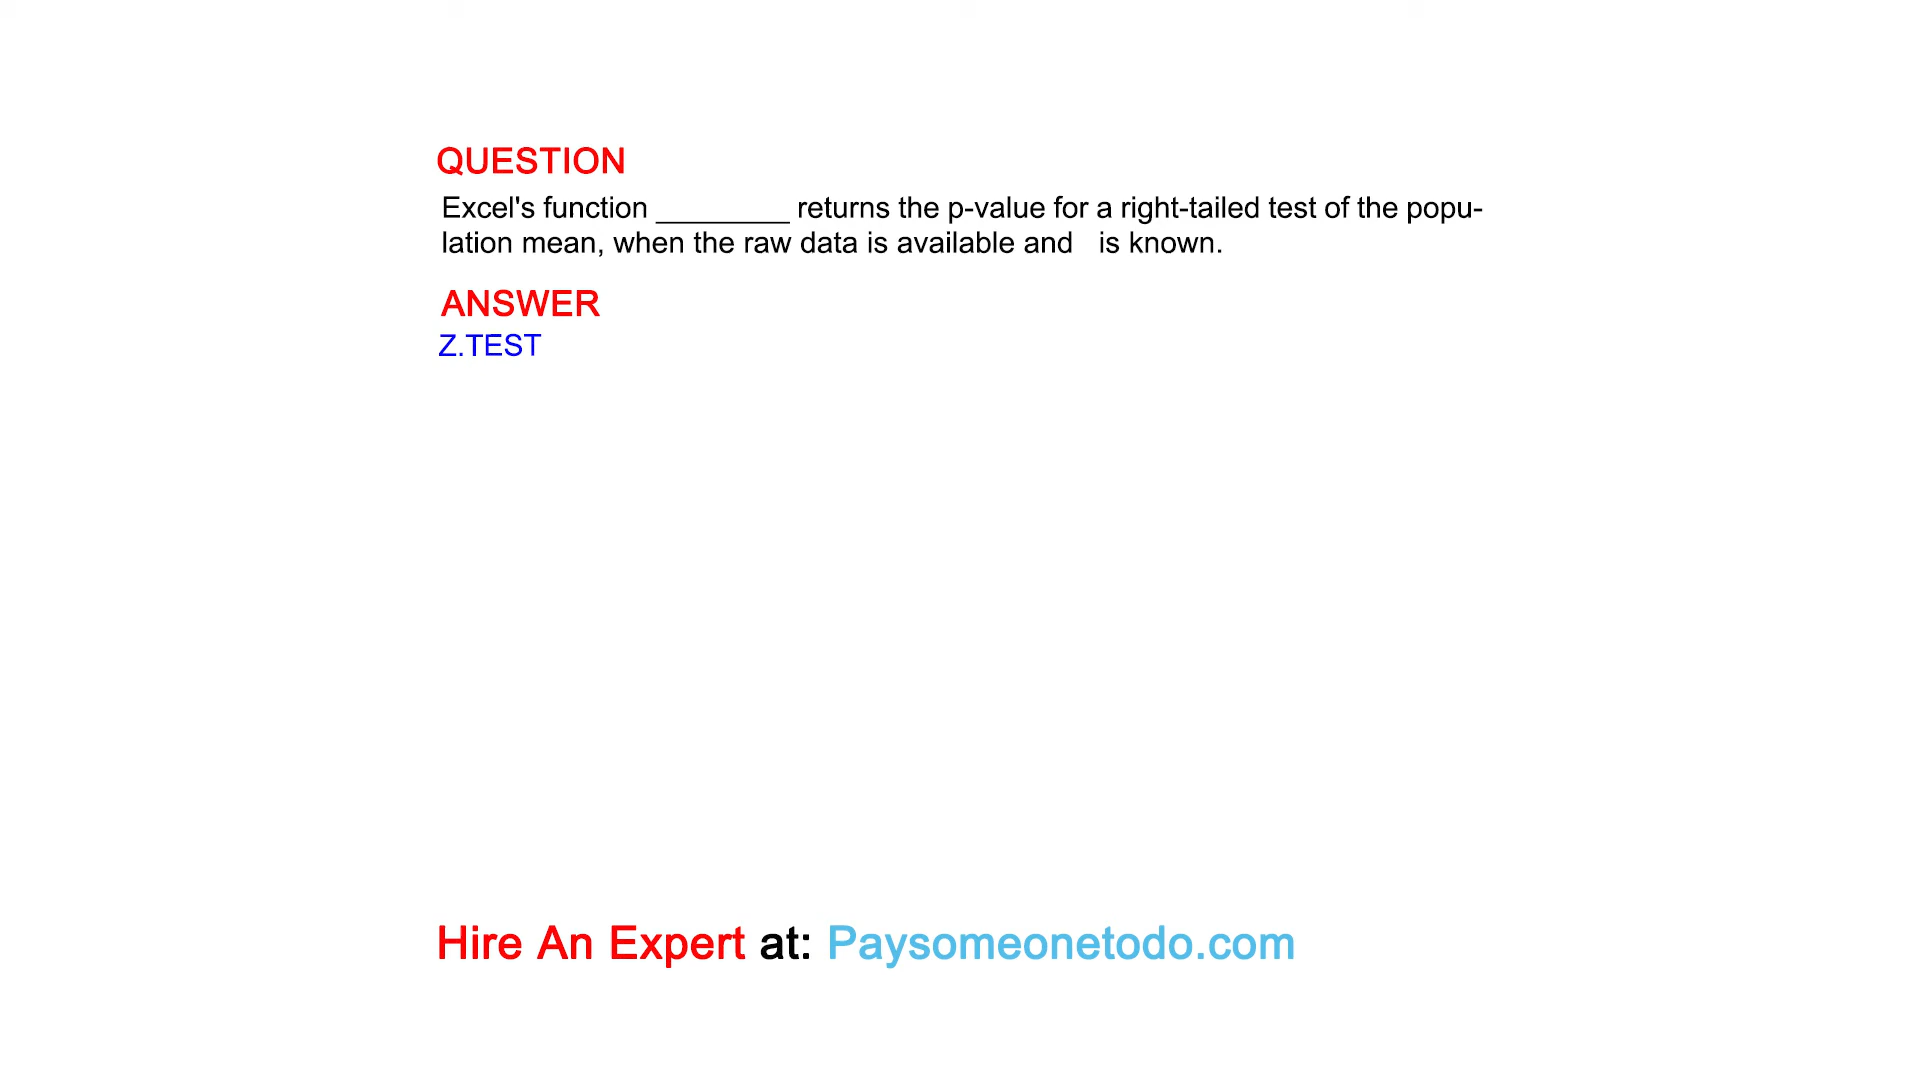 QUESTION
Excel's function ________ returns the p-value for a right-tailed test of the popu-
lation mean, when the raw data is available and   is known.
ANSWER
Z.TEST
Hire An Expert at: Paysomeonetodo.com